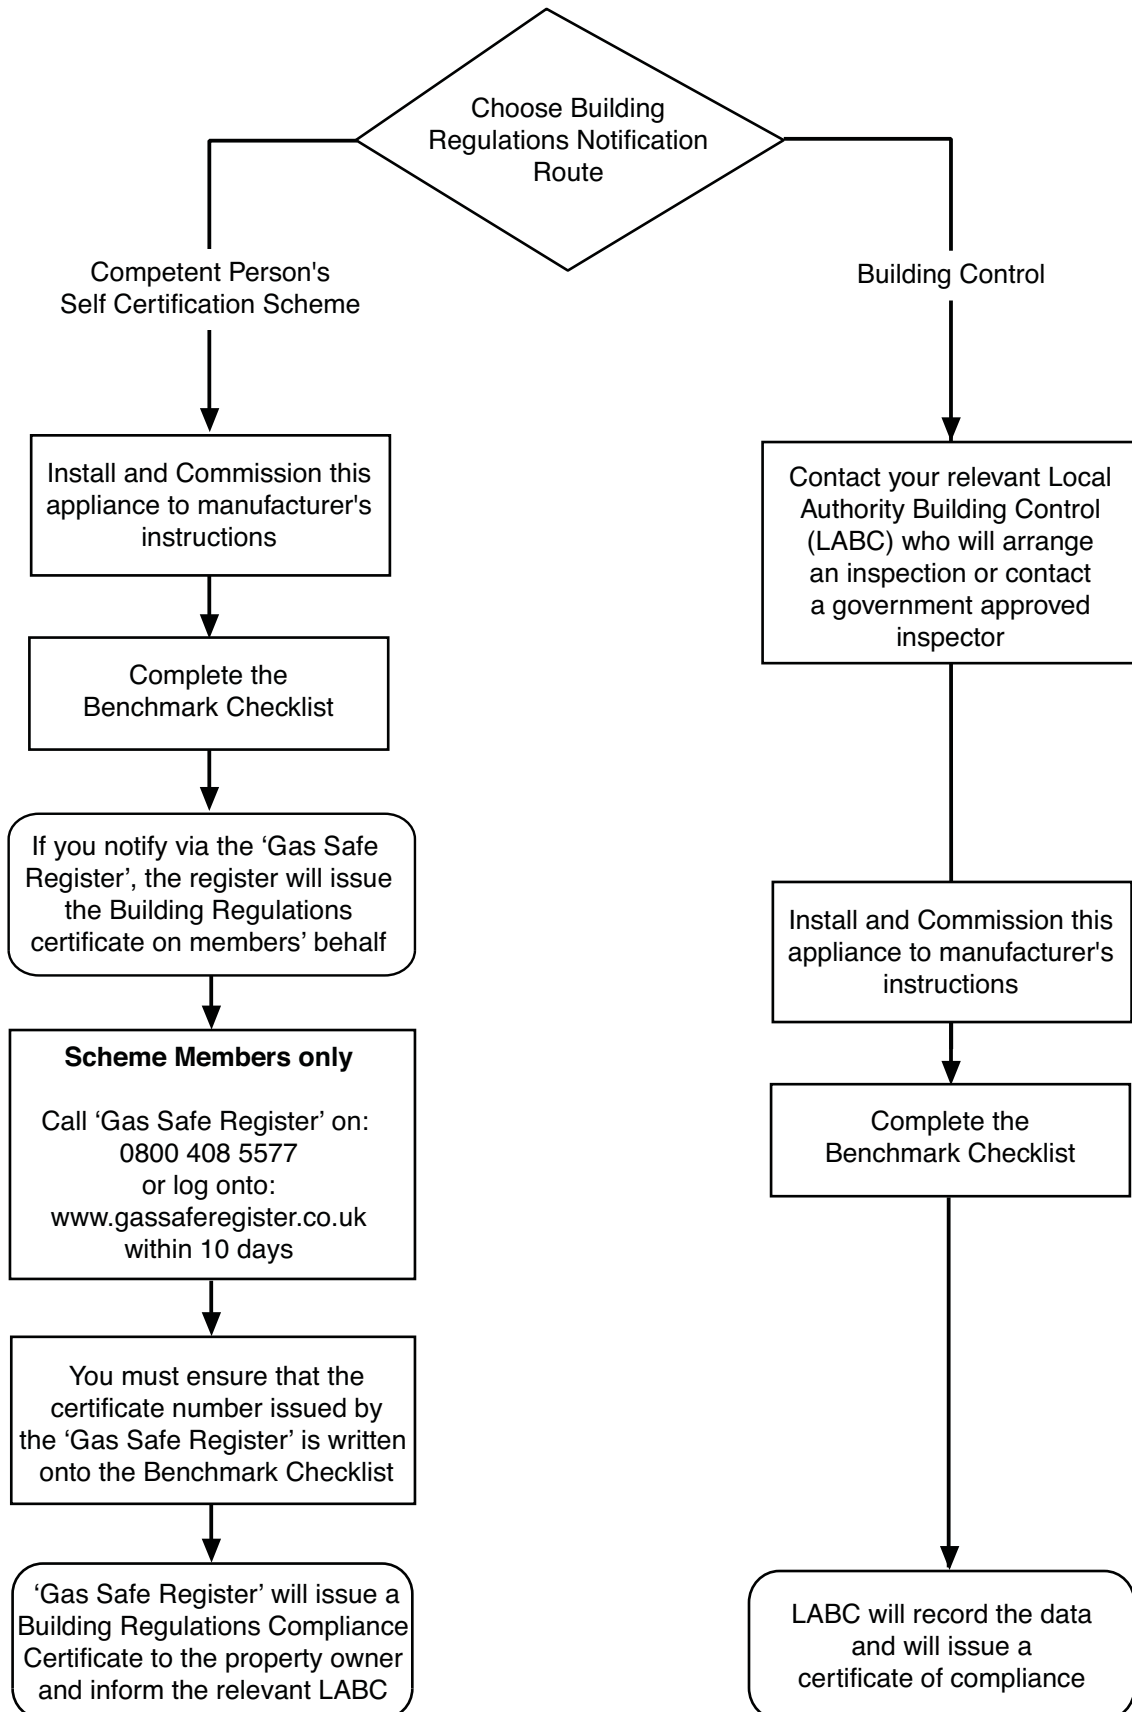 Choose Building
Regulations Notification
Route
Competent Person's
Self Certification Scheme
Building Control
Install and Commission this
appliance to manufacturer's
instructions
Complete the
Benchmark Checklist
If you notify via the ‘Gas Safe
Register’, the register will issue
the Building Regulations
certificate on members’ behalf
Scheme Members only
Call ‘Gas Safe Register’ on:
0800 408 5577
or log onto:
www.gassaferegister.co.uk
within 10 days
You must ensure that the
certificate number issued by
the ‘Gas Safe Register’ is written
onto the Benchmark Checklist
‘Gas Safe Register’ will issue a
Building Regulations Compliance
Certificate to the property owner
and inform the relevant LABC
Contact your relevant Local
Authority Building Control
(LABC) who will arrange
an inspection or contact
a government approved
inspector
Install and Commission this
appliance to manufacturer's
instructions
Complete the
Benchmark Checklist
LABC will record the data
and will issue a
certificate of compliance